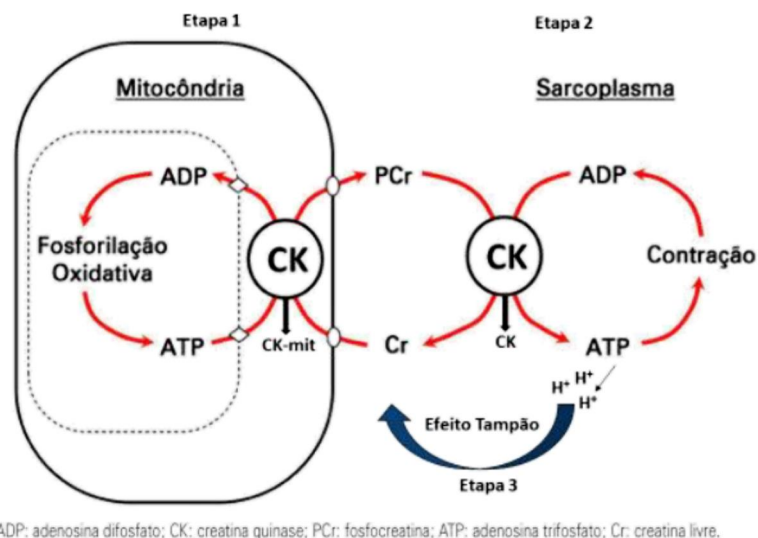 Etapa 1
Etapa 2
Mitocôndria
Sarcoplasma
ADP
PCr
ADP
Fosforilação
Oxidativa
CK
CK
Contração
ATP
CK-mit
Cr
CK
ATP
H⁺ H⁺
H⁺
Efeito Tampão
Etapa 3
ADP: adenosina difosfato; CK: creatina quinase; PCr: fosfocreatina; ATP: adenosina trifosfato; Cr: creatina livre.